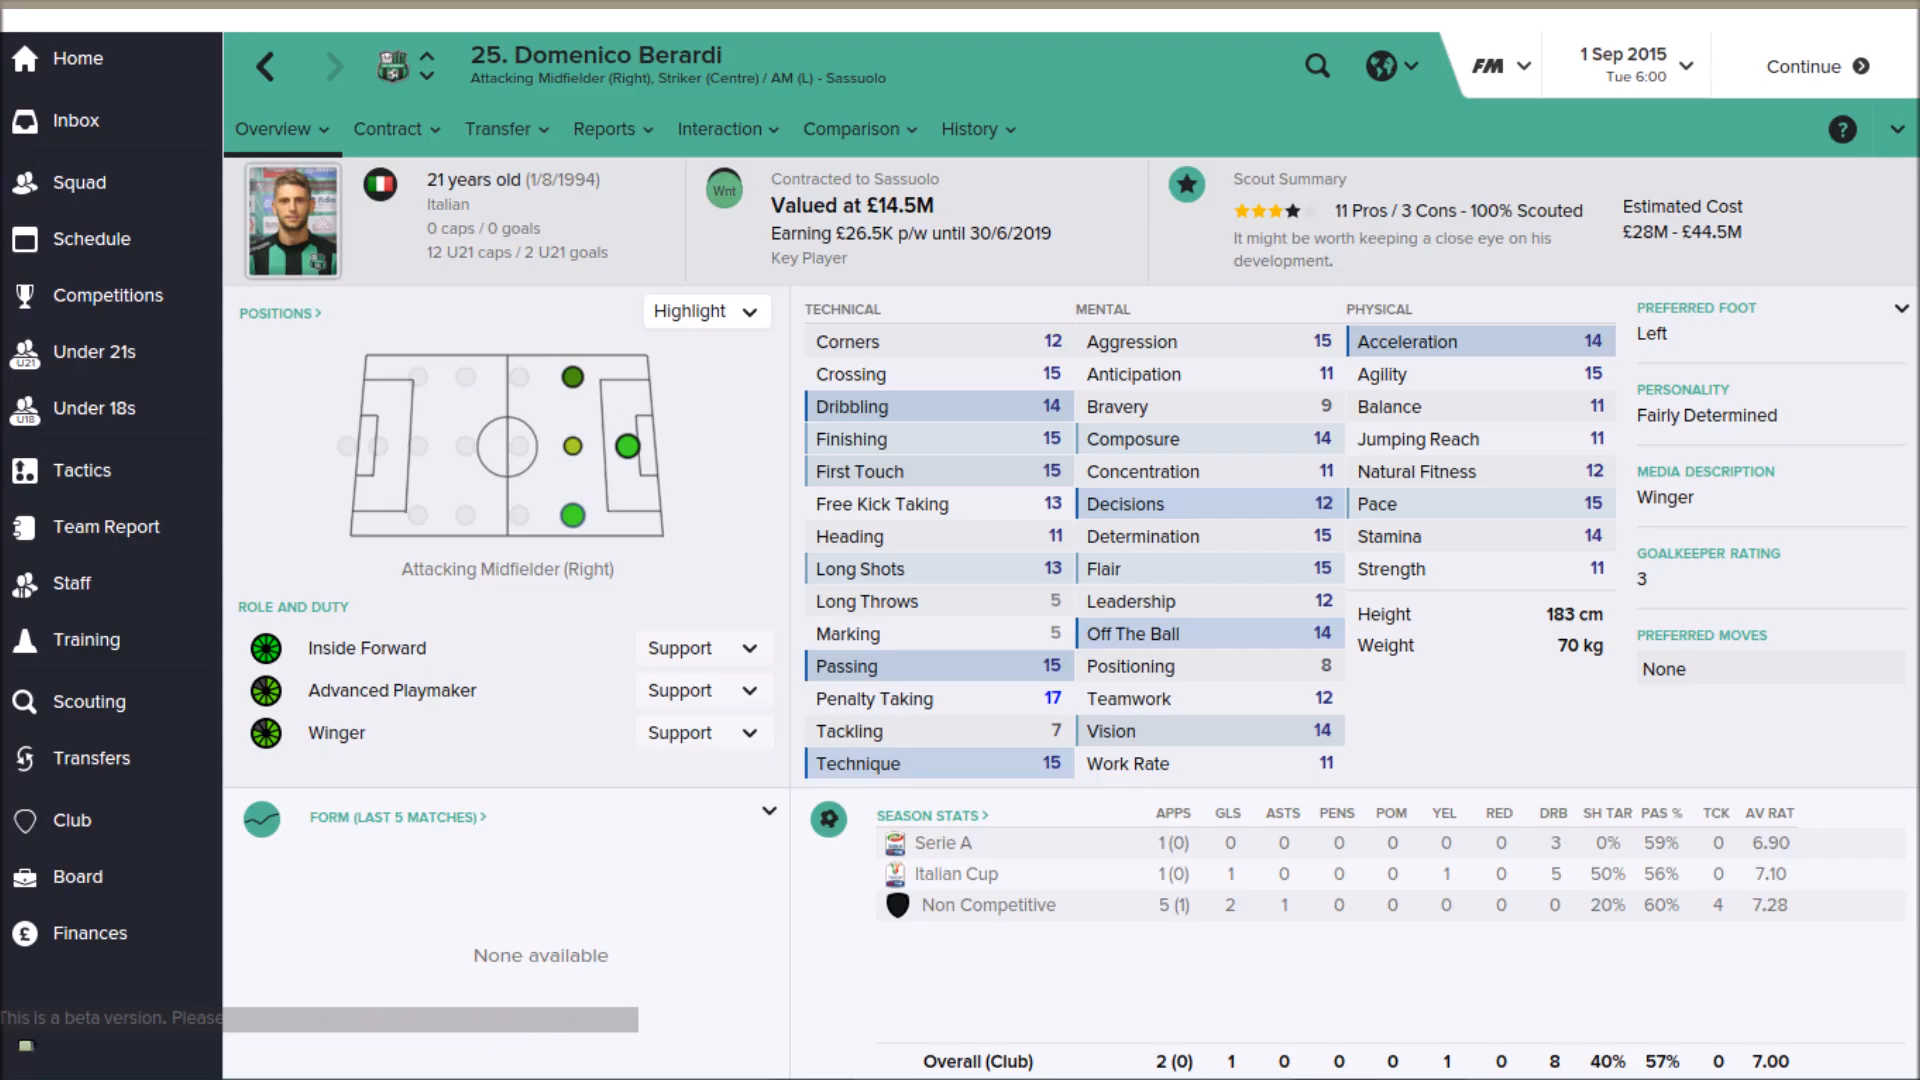 Home
Inbox
Squad
Schedule
Competitions
Under 21s
U21
Under 18s
U18
Tactics
Team Report
Staff
Training
Scouting
Transfers
Club
Board
Finances
This is a beta version. Please
25. Domenico Berardi
Attacking Midfielder (Right), Striker (Centre) / AM (L) - Sassuolo
FM
1 Sep 2015
Tue 6:00
Continue
Overview Contract Transfer Reports Interaction Comparison History
?
21 years old (1/8/1994)
Italian
0 caps / 0 goals
12 U21 caps / 2 U21 goals
Wnt
Contracted to Sassuolo
Valued at £14.5M
Earning £26.5K p/w until 30/6/2019
Key Player
Scout Summary
11 Pros / 3 Cons - 100% Scouted
It might be worth keeping a close eye on his
development.
Estimated Cost
£28M - £44.5M
POSITIONS >
Highlight
Attacking Midfielder (Right)
ROLE AND DUTY
Inside Forward Support
Advanced Playmaker Support
Winger Support
TECHNICAL
Corners 12
Crossing 15
Dribbling 14
Finishing 15
First Touch 15
Free Kick Taking 13
Heading 11
Long Shots 13
Long Throws 5
Marking 5
Passing 15
Penalty Taking 17
Tackling 7
Technique 15
MENTAL
Aggression 15
Anticipation 11
Bravery 9
Composure 14
Concentration 11
Decisions 12
Determination 15
Flair 15
Leadership 12
Off The Ball 14
Positioning 8
Teamwork 12
Vision 14
Work Rate 11
PHYSICAL
Acceleration 14
Agility 15
Balance 11
Jumping Reach 11
Natural Fitness 12
Pace 15
Stamina 14
Strength 11
Height 183 cm
Weight 70 kg
PREFERRED FOOT
Left
PERSONALITY
Fairly Determined
MEDIA DESCRIPTION
Winger
GOALKEEPER RATING
3
PREFERRED MOVES
None
FORM (LAST 5 MATCHES) >
None available
SEASON STATS > APPS GLS ASTS PENS POM YEL RED DRB SH TAR PAS % TCK AV RAT
Serie A 1 (0) 0 0 0 0 0 0 3 0% 59% 0 6.90
Italian Cup 1 (0) 1 0 0 0 1 0 5 50% 56% 0 7.10
Non Competitive 5 (1) 2 1 0 0 0 0 0 20% 60% 4 7.28
Overall (Club) 2 (0) 1 0 0 0 1 0 8 40% 57% 0 7.00